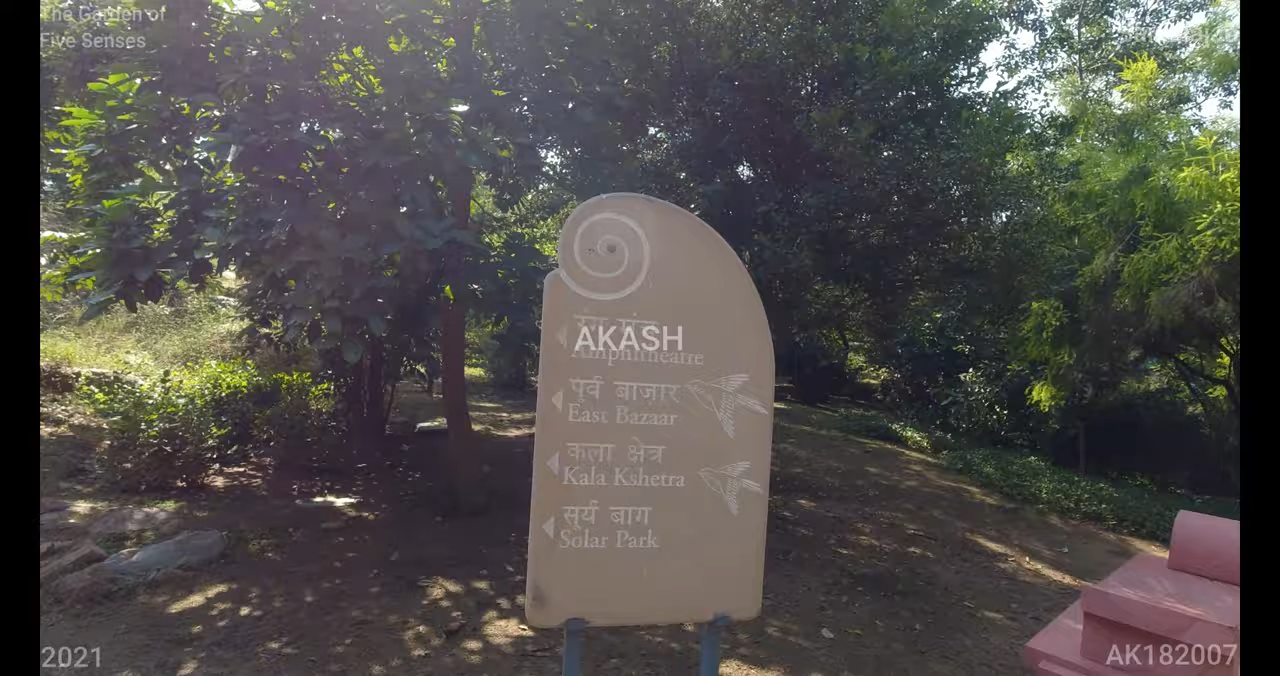 The Garden of
Five Senses
AKASH
Amphitheatre
पूर्व बाजार
East Bazaar
कला क्षेत्र
Kala Kshetra
सूर्य बाग
Solar Park
2021
AK182007